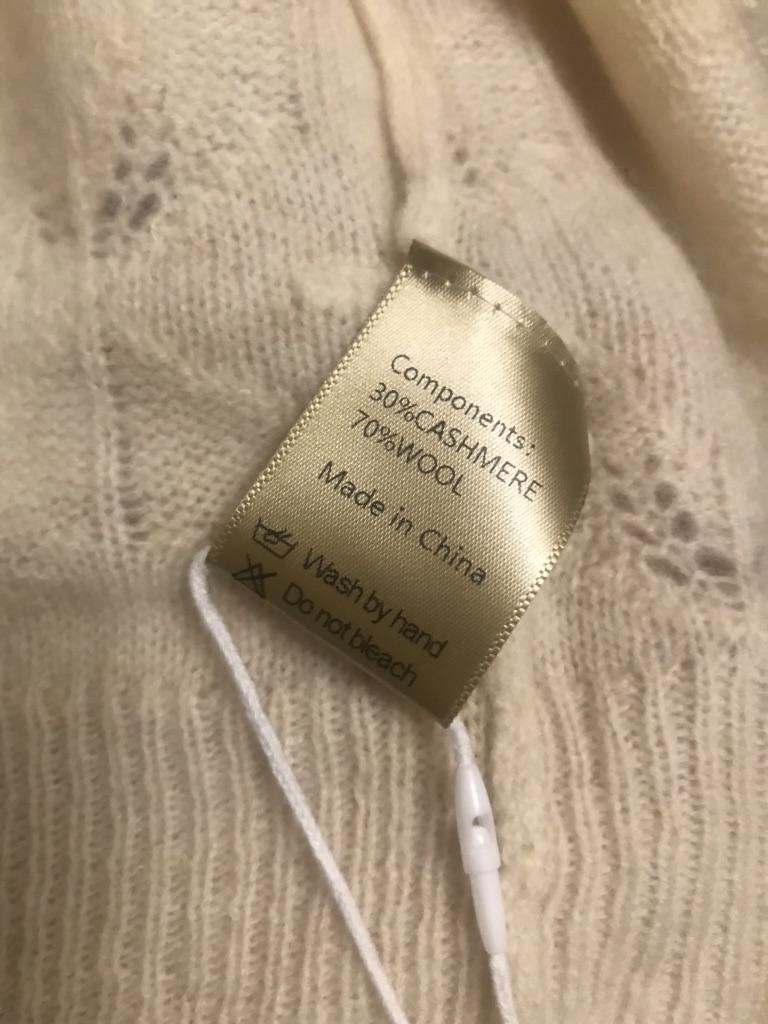 Components:
30%CASHMERE
70%WOOL
Made in China
Wash by hand
Do not bleach